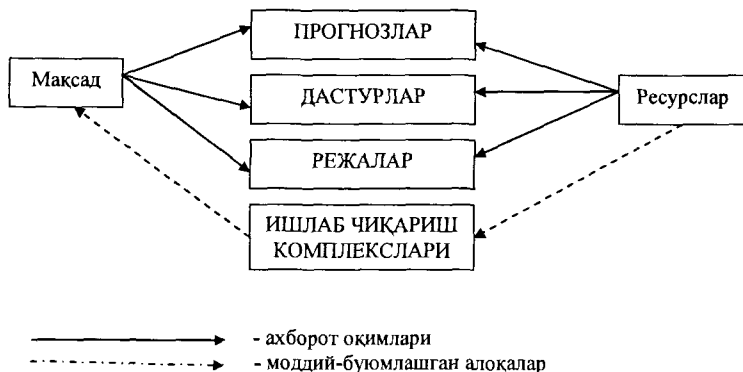 ПРОГНОЗЛАР
Мақсад
ДАСТУРЛАР
Ресурслар
РЕЖАЛАР
ИШЛАБ ЧИҚАРИШ
КОМПЛЕКСЛАРИ
- ахборот оқимлари
- моддий-буюмлашган алоқалар